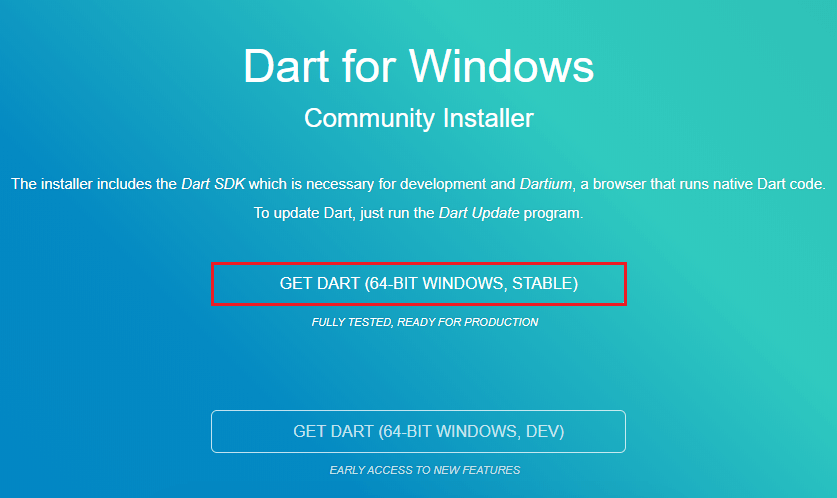 Dart for Windows
Community Installer
The installer includes the Dart SDK which is necessary for development and Dartium, a browser that runs native Dart code.
To update Dart, just run the Dart Update program.
GET DART (64-BIT WINDOWS, STABLE)
FULLY TESTED, READY FOR PRODUCTION
GET DART (64-BIT WINDOWS, DEV)
EARLY ACCESS TO NEW FEATURES